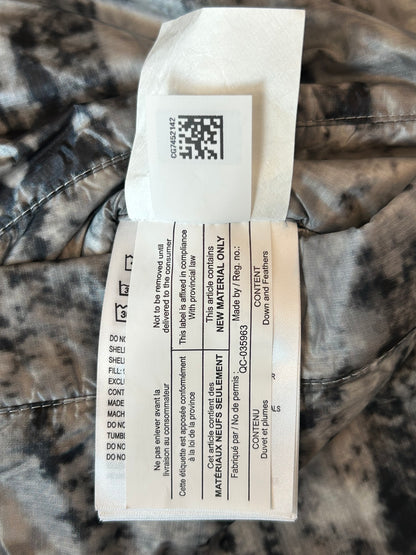 CG7452142
Not to be removed until
delivered to the consumer
This label is affixed in compliance
With provincial law
This article contains
NEW MATERIAL ONLY
Made by / Reg. no.:
QC-035963
CONTENT
Down and Feathers
Ne pas enlever avant la
livraison au consommateur
Cette étiquette est apposée conformément
à la loi de la province
Cet article contient des
MATÉRIAUX NEUFS SEULEMENT
Fabriqué par / No de permis :
CONTENU
Duvet et plumes
DO NO
SHELL
SHELL
FILL:
EXCLU
CONT
MADE
MACH
DO NO
TUMBL
DO NO
DO NO